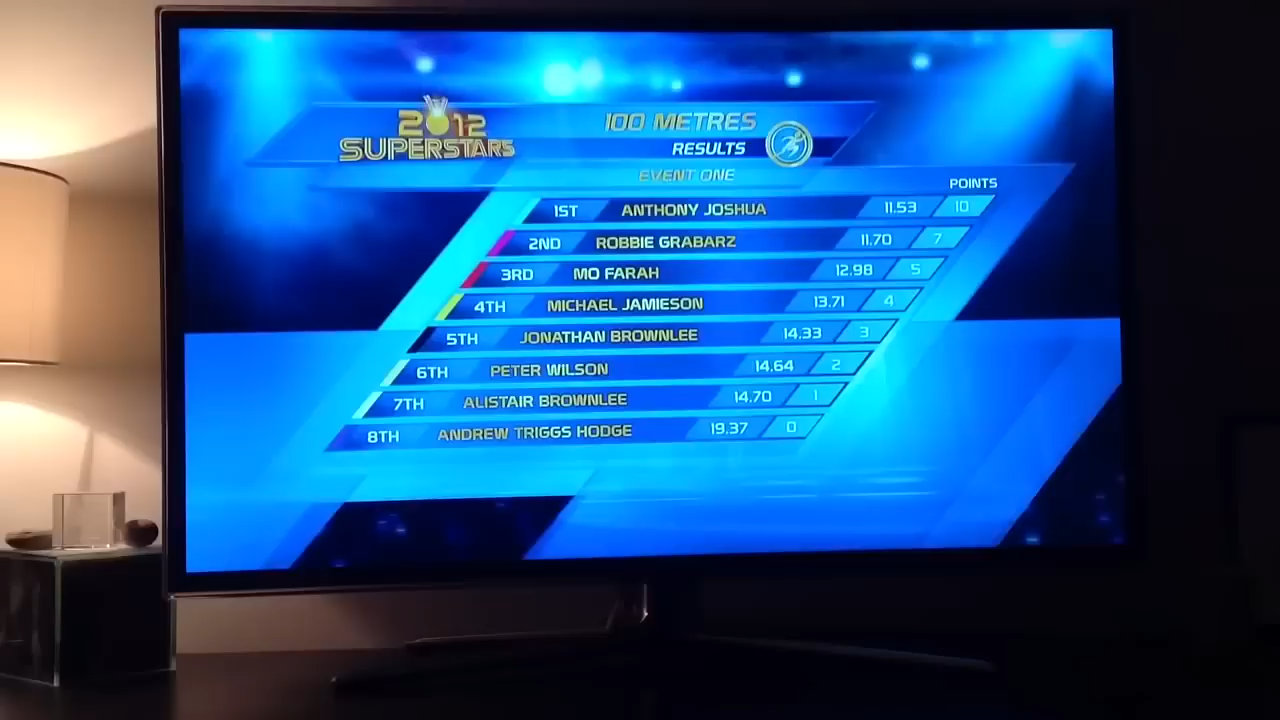 2012
SUPERSTARS
100 METRES
RESULTS
EVENT ONE
POINTS
1ST ANTHONY JOSHUA 11.53 10
2ND ROBBIE GRABARZ 11.70 7
3RD MO FARAH 12.98 5
4TH MICHAEL JAMIESON 13.71 4
5TH JONATHAN BROWNLEE 14.33 3
6TH PETER WILSON 14.64 2
7TH ALISTAIR BROWNLEE 14.70 1
8TH ANDREW TRIGGS HODGE 19.37 0